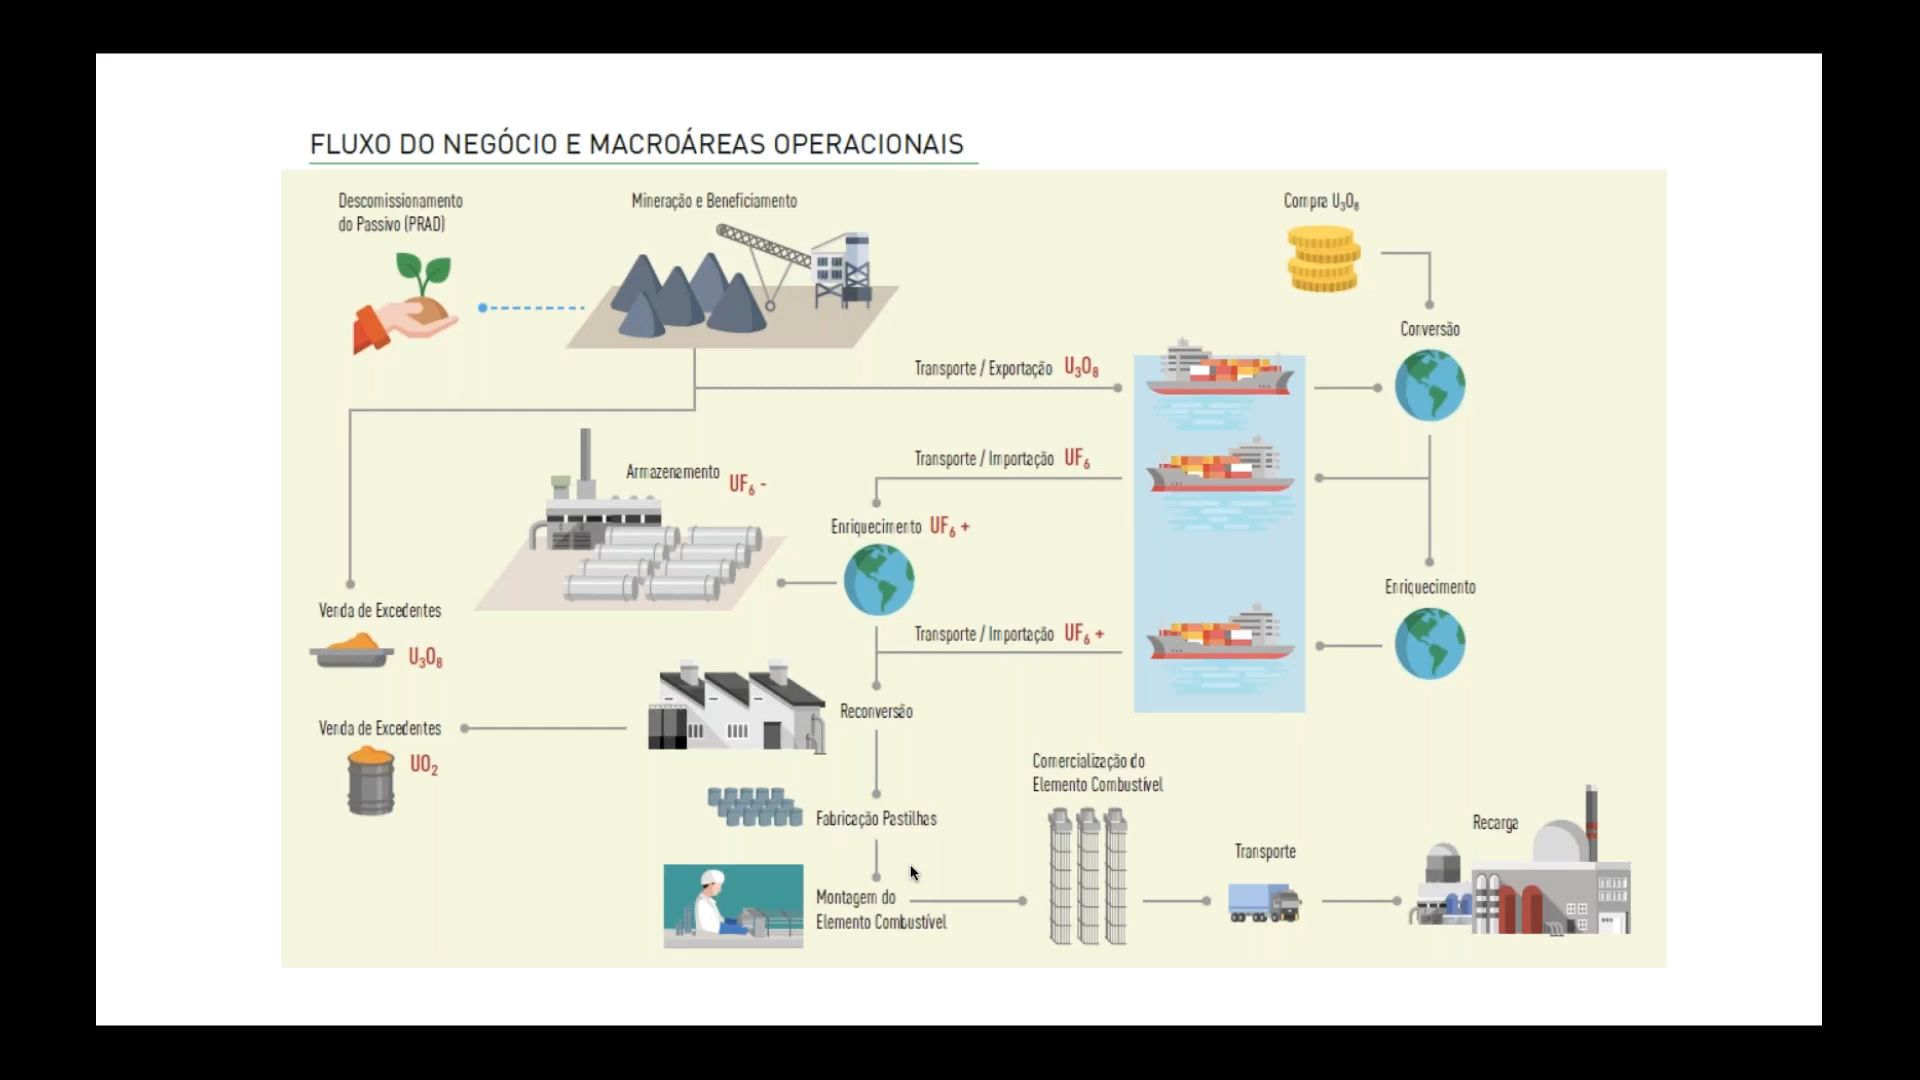 FLUXO DO NEGÓCIO E MACROÁREAS OPERACIONAIS
Descomissionamento
do Passivo (PRAD)
Mineração e Beneficiamento
Compra U₃O₈
Conversão
Transporte / Exportação U₃O₈
Transporte / Importação UF₆
Armazenamento UF₆ -
Enriquecimento UF₆ +
Enriquecimento
Venda de Excedentes
U₃O₈
Transporte / Importação UF₆ +
Reconversão
Venda de Excedentes
UO₂
Comercialização do
Elemento Combustível
Fabricação Pastilhas
Recarga
Transporte
Montagem do
Elemento Combustível